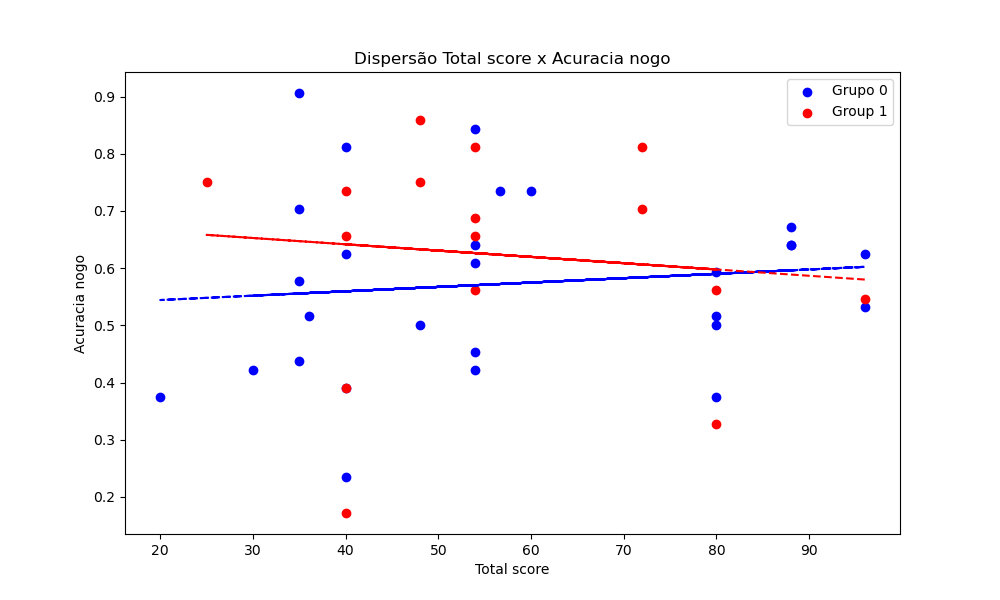 Dispersão Total score x Acuracia nogo
Grupo 0
Group 1
0.9
0.8
0.7
0.6
0.5
0.4
0.3
0.2
Acuracia nogo
20 30 40 50 60 70 80 90
Total score